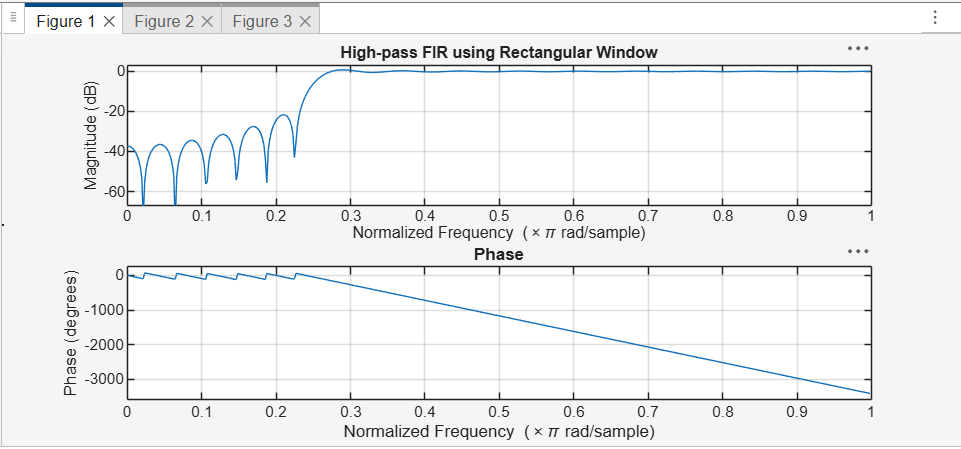 Figure 1 × Figure 2 × Figure 3 ×
High-pass FIR using Rectangular Window
Magnitude (dB)
0
-20
-40
-60
0 0.1 0.2 0.3 0.4 0.5 0.6 0.7 0.8 0.9 1
Normalized Frequency (× π rad/sample)
Phase
Phase (degrees)
0
-1000
-2000
-3000
0 0.1 0.2 0.3 0.4 0.5 0.6 0.7 0.8 0.9 1
Normalized Frequency (× π rad/sample)